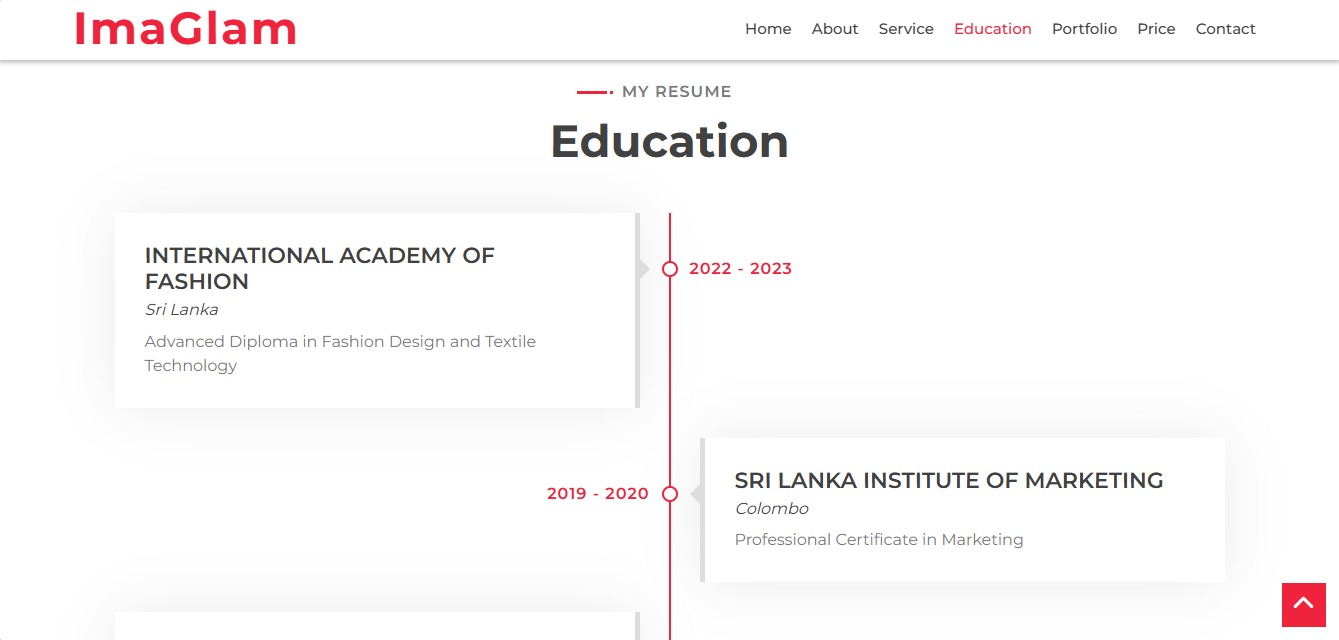 ImaGlam
Home About Service Education Portfolio Price Contact
MY RESUME
Education
INTERNATIONAL ACADEMY OF
FASHION
Sri Lanka
Advanced Diploma in Fashion Design and Textile
Technology
2022 - 2023
2019 - 2020
SRI LANKA INSTITUTE OF MARKETING
Colombo
Professional Certificate in Marketing